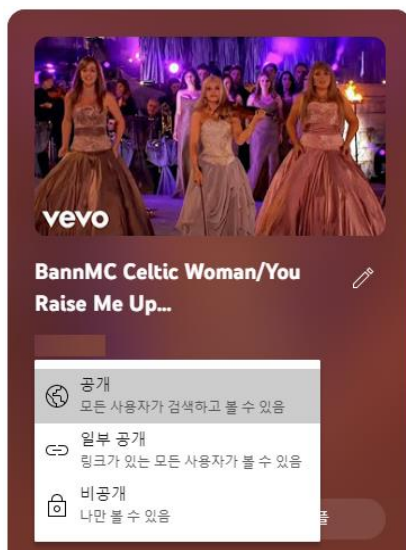 vevo
BannMC Celtic Woman/You
Raise Me Up...
공개
모든 사용자가 검색하고 볼 수 있음
일부 공개
링크가 있는 모든 사용자가 볼 수 있음
비공개
나만 볼 수 있음
플